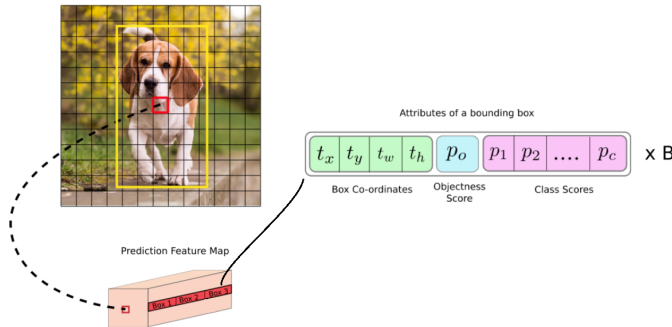 Attributes of a bounding box
t_x t_y t_w t_h p_o p_1 p_2 .... p_c x B
Box Co-ordinates
Objectness
Score
Class Scores
Prediction Feature Map
Box 1 Box 2 Box 3